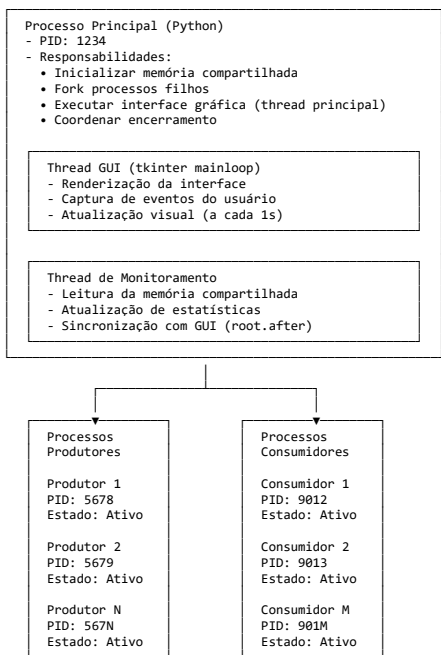 Processo Principal (Python)
- PID: 1234
- Responsabilidades:
• Inicializar memória compartilhada
• Fork processos filhos
• Executar interface gráfica (thread principal)
• Coordenar encerramento
Thread GUI (tkinter mainloop)
- Renderização da interface
- Captura de eventos do usuário
- Atualização visual (a cada 1s)
Thread de Monitoramento
- Leitura da memória compartilhada
- Atualização de estatísticas
- Sincronização com GUI (root.after)
Processos
Produtores
Produtor 1
PID: 5678
Estado: Ativo
Produtor 2
PID: 5679
Estado: Ativo
Produtor N
PID: 567N
Estado: Ativo
Processos
Consumidores
Consumidor 1
PID: 9012
Estado: Ativo
Consumidor 2
PID: 9013
Estado: Ativo
Consumidor M
PID: 901M
Estado: Ativo